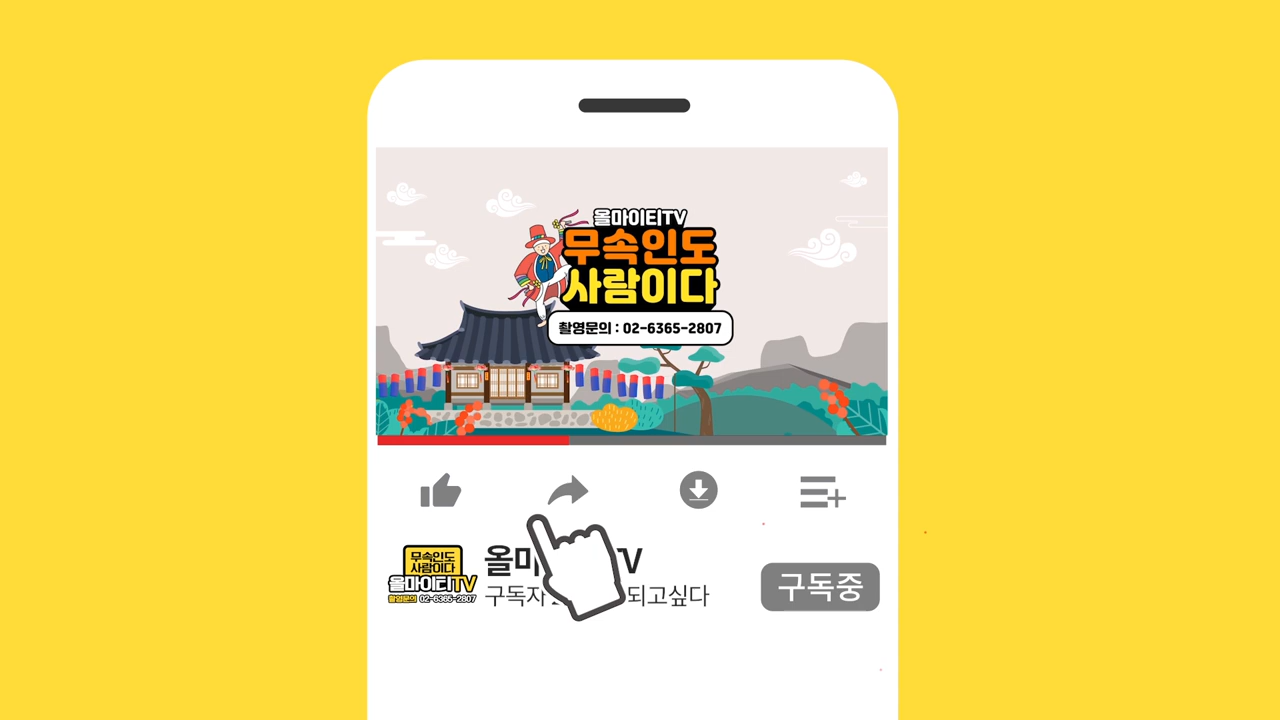 올마이티TV
무속인도
사람이다
촬영문의 : 02-6365-2807
무속인도
사람이다
올마이티TV
촬영문의 02-6365-2807
올마 TV
구독자 되고싶다
구독중